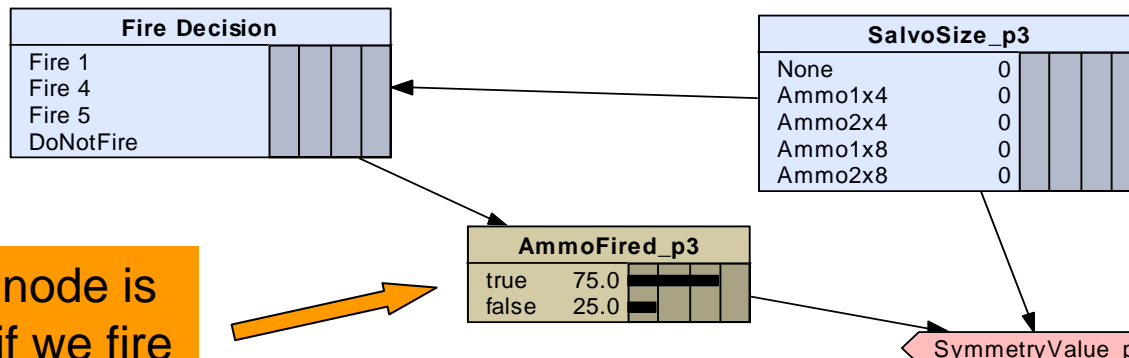 Fire Decision
Fire 1
Fire 4
Fire 5
DoNotFire
SalvoSize_p3
None 0
Ammo1x4 0
Ammo2x4 0
Ammo1x8 0
Ammo2x8 0
AmmoFired_p3
true 75.0
false 25.0
node is
if we fire
SymmetryValue_p